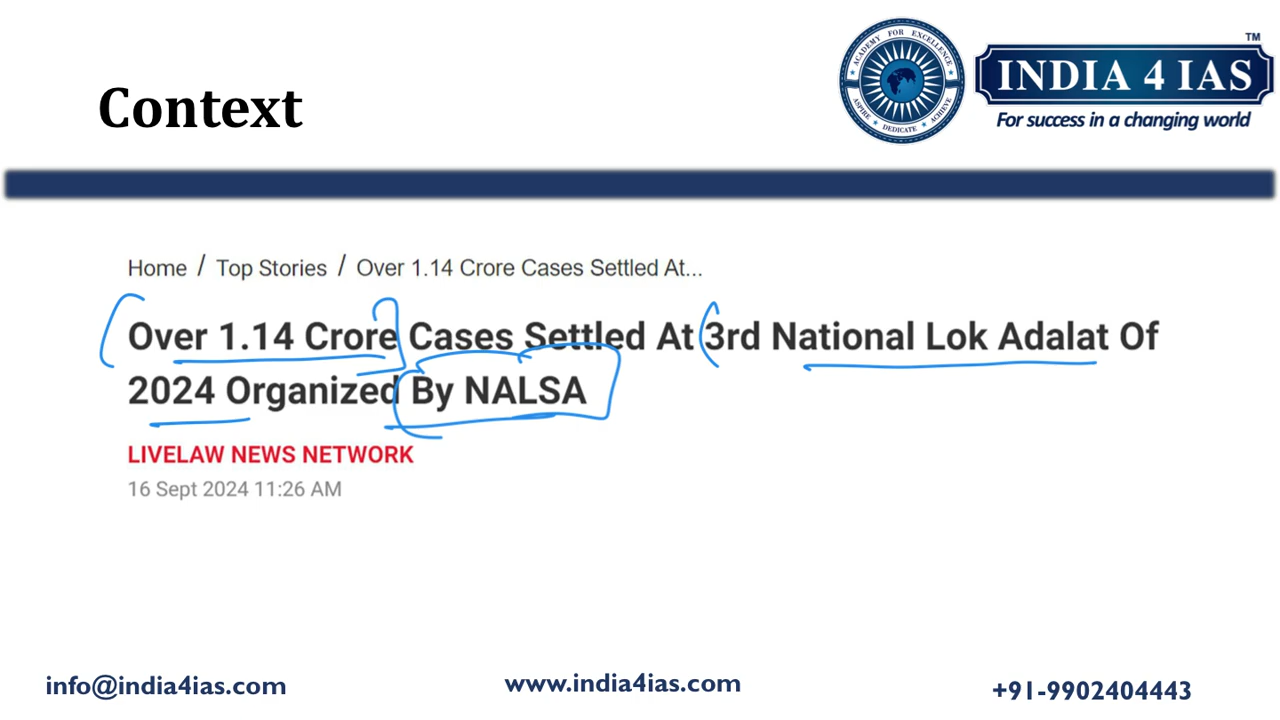 Context
ACADEMY FOR EXCELLENCE
ASPIRE DEDICATE ACHIEVE
INDIA 4 IAS
TM
For success in a changing world
Home / Top Stories / Over 1.14 Crore Cases Settled At...
Over 1.14 Crore Cases Settled At 3rd National Lok Adalat Of
2024 Organized By NALSA
LIVELAW NEWS NETWORK
16 Sept 2024 11:26 AM
info@india4ias.com
www.india4ias.com
+91-9902404443